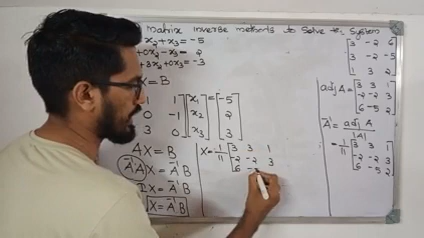 Matrix Inverse methods to Solve the System
x₂ + x₃ = -5
+0x₂ - x₃ = 2
+3x₂ + 0x₃ = -3
X = B
1 1
0 -1
3 0
[x₁ x₂ x₃] = [-5 2 3]
AX = B
A⁻¹A X = A⁻¹B
IX = A⁻¹B
X = A⁻¹B
X = -1/11 [3 3 1
-2 -2 3
6 -5
3 -2 6
3 -2 -5
1 3 2
adj A = [3 3 1
-2 -2 3
6 -5 2]
A⁻¹ = adj A / |A|
= -1/11 [3 3 1
-2 -2 3
6 -5 2]